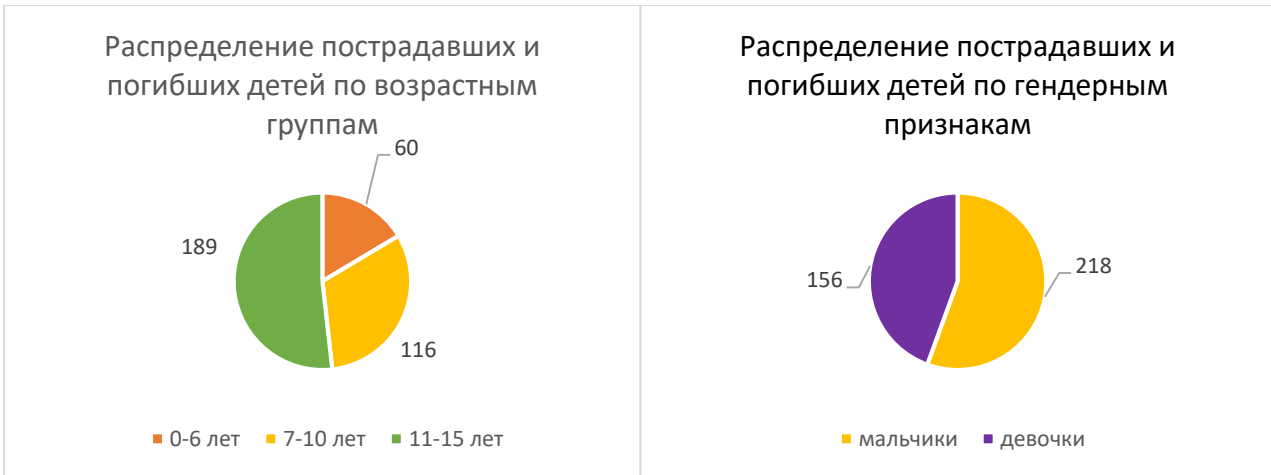 Распределение пострадавших и
погибших детей по возрастным
группам
60
189
116
0-6 лет 7-10 лет 11-15 лет
Распределение пострадавших и
погибших детей по гендерным
признакам
156
218
мальчики девочки